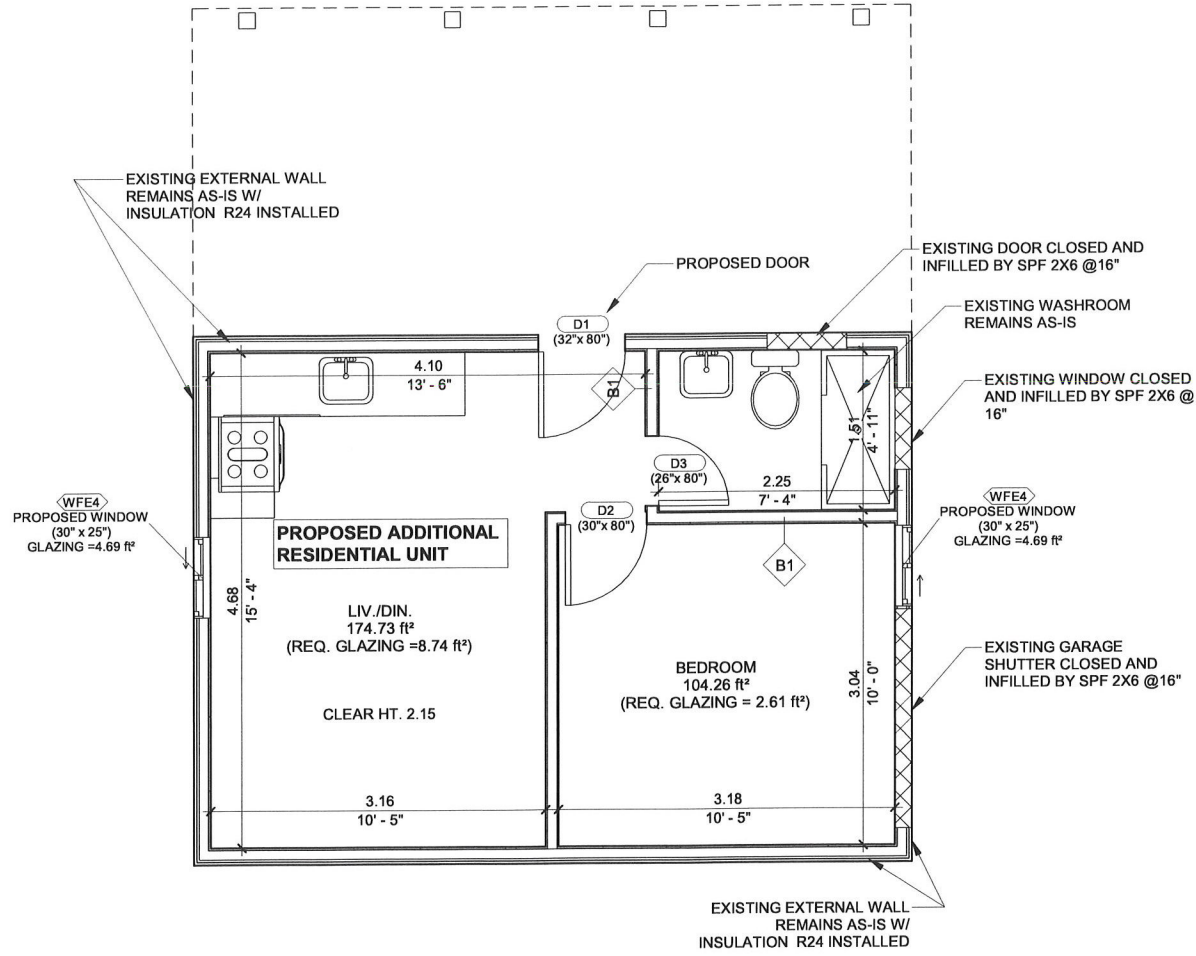 EXISTING EXTERNAL WALL
REMAINS AS-IS W/
INSULATION R24 INSTALLED
PROPOSED DOOR
EXISTING DOOR CLOSED AND
INFILLED BY SPF 2X6 @16"
EXISTING WASHROOM
REMAINS AS-IS
D1
(32"x 80")
4.10
13' - 6"
B1
EXISTING WINDOW CLOSED
AND INFILLED BY SPF 2X6 @
16"
1.51
4' - 11"
D3
(26"x 80")
2.25
7' - 4"
WFE4
PROPOSED WINDOW
(30" x 25")
GLAZING =4.69 ft²
D2
(30"x 80")
WFE4
PROPOSED WINDOW
(30" x 25")
GLAZING =4.69 ft²
PROPOSED ADDITIONAL
RESIDENTIAL UNIT
B1
4.68
15' - 4"
LIV./DIN.
174.73 ft²
(REQ. GLAZING =8.74 ft²)
CLEAR HT. 2.15
BEDROOM
104.26 ft²
(REQ. GLAZING = 2.61 ft²)
3.04
10' - 0"
EXISTING GARAGE
SHUTTER CLOSED AND
INFILLED BY SPF 2X6 @16"
3.16
10' - 5"
3.18
10' - 5"
EXISTING EXTERNAL WALL
REMAINS AS-IS W/
INSULATION R24 INSTALLED